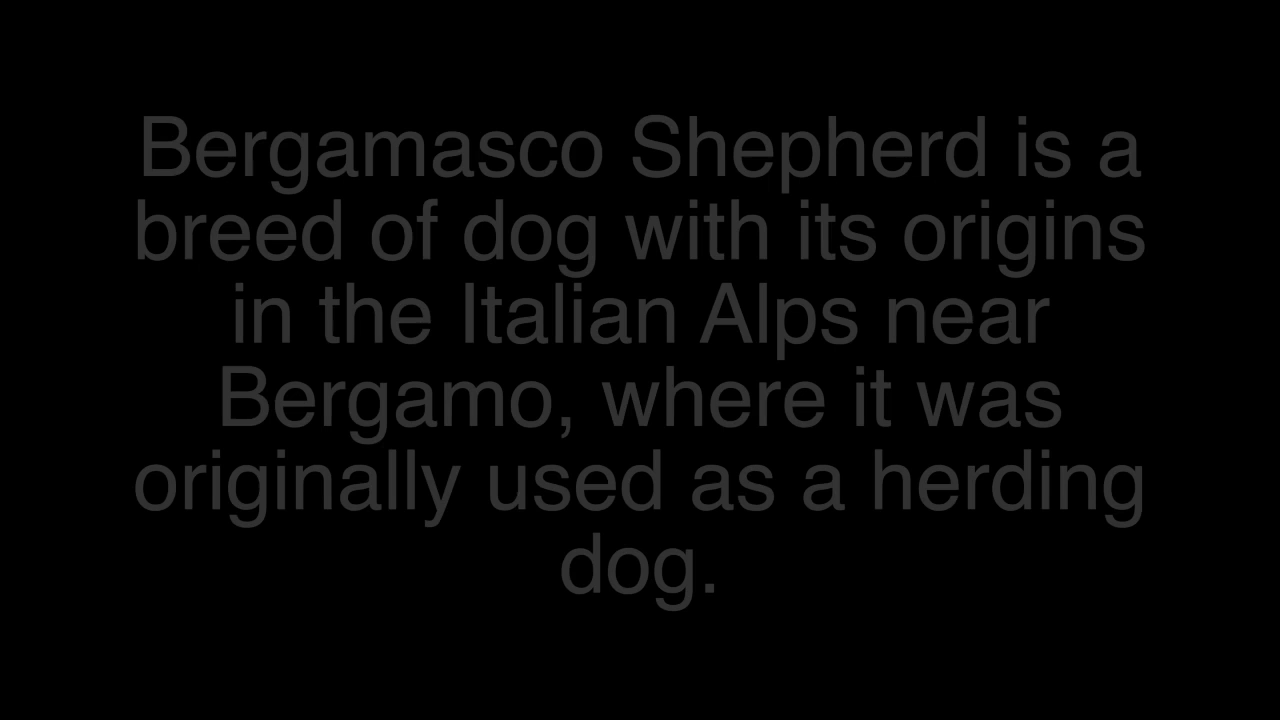 Bergamasco Shepherd is a
breed of dog with its origins
in the Italian Alps near
Bergamo, where it was
originally used as a herding
dog.